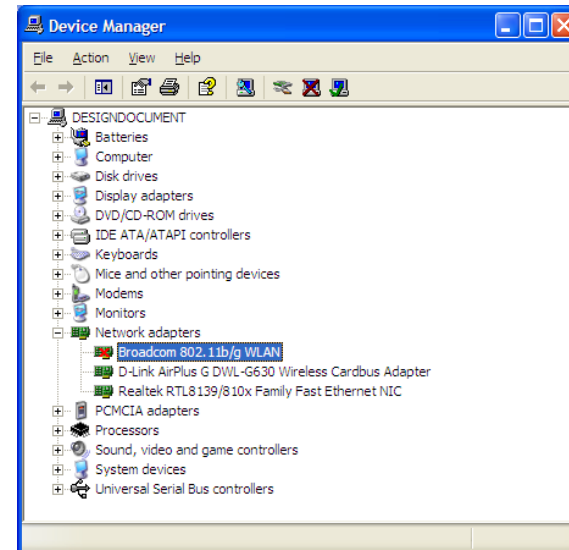 Device Manager
File Action View Help
DESIGNDOCUMENT
Batteries
Computer
Disk drives
Display adapters
DVD/CD-ROM drives
IDE ATA/ATAPI controllers
Keyboards
Mice and other pointing devices
Modems
Monitors
Network adapters
Broadcom 802.11b/g WLAN
D-Link AirPlus G DWL-G630 Wireless Cardbus Adapter
Realtek RTL8139/810x Family Fast Ethernet NIC
PCMCIA adapters
Processors
Sound, video and game controllers
System devices
Universal Serial Bus controllers